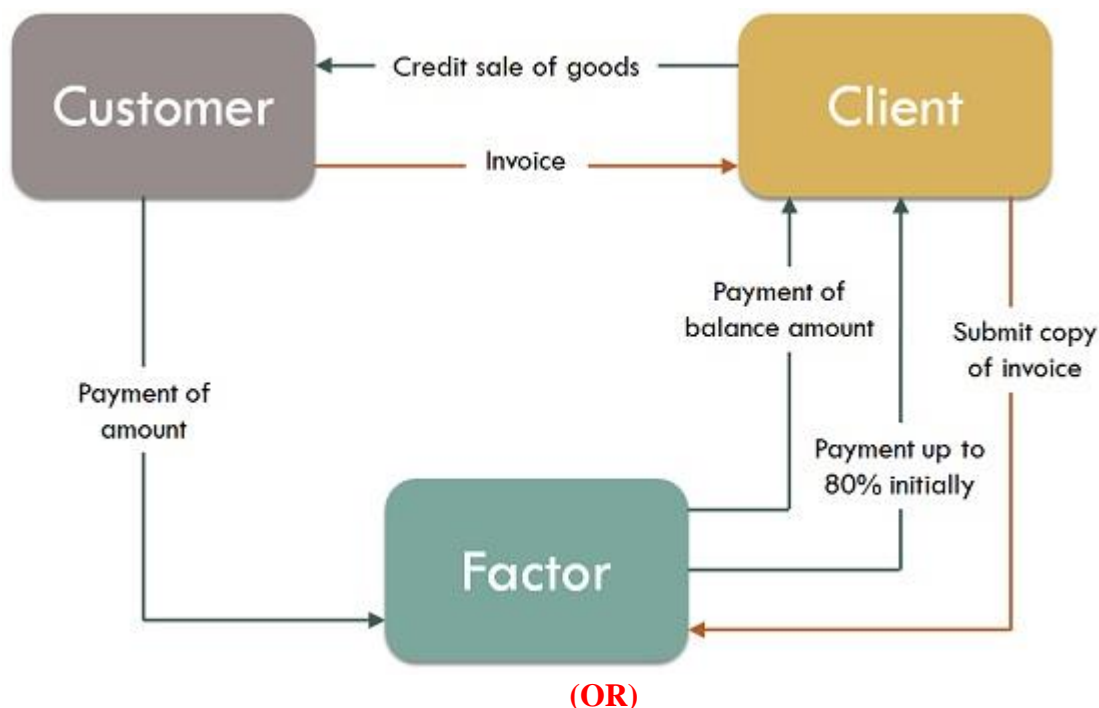 Customer
Credit sale of goods
Client
Invoice
Payment of
balance amount
Submit copy
of invoice
Payment of
amount
Payment up to
80% initially
Factor
(OR)